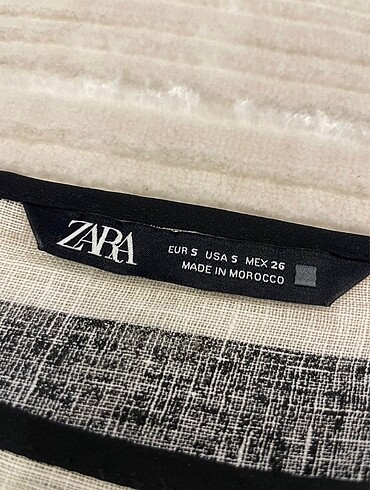 ZARA
EUR S USA S MEX 26
MADE IN MOROCCO